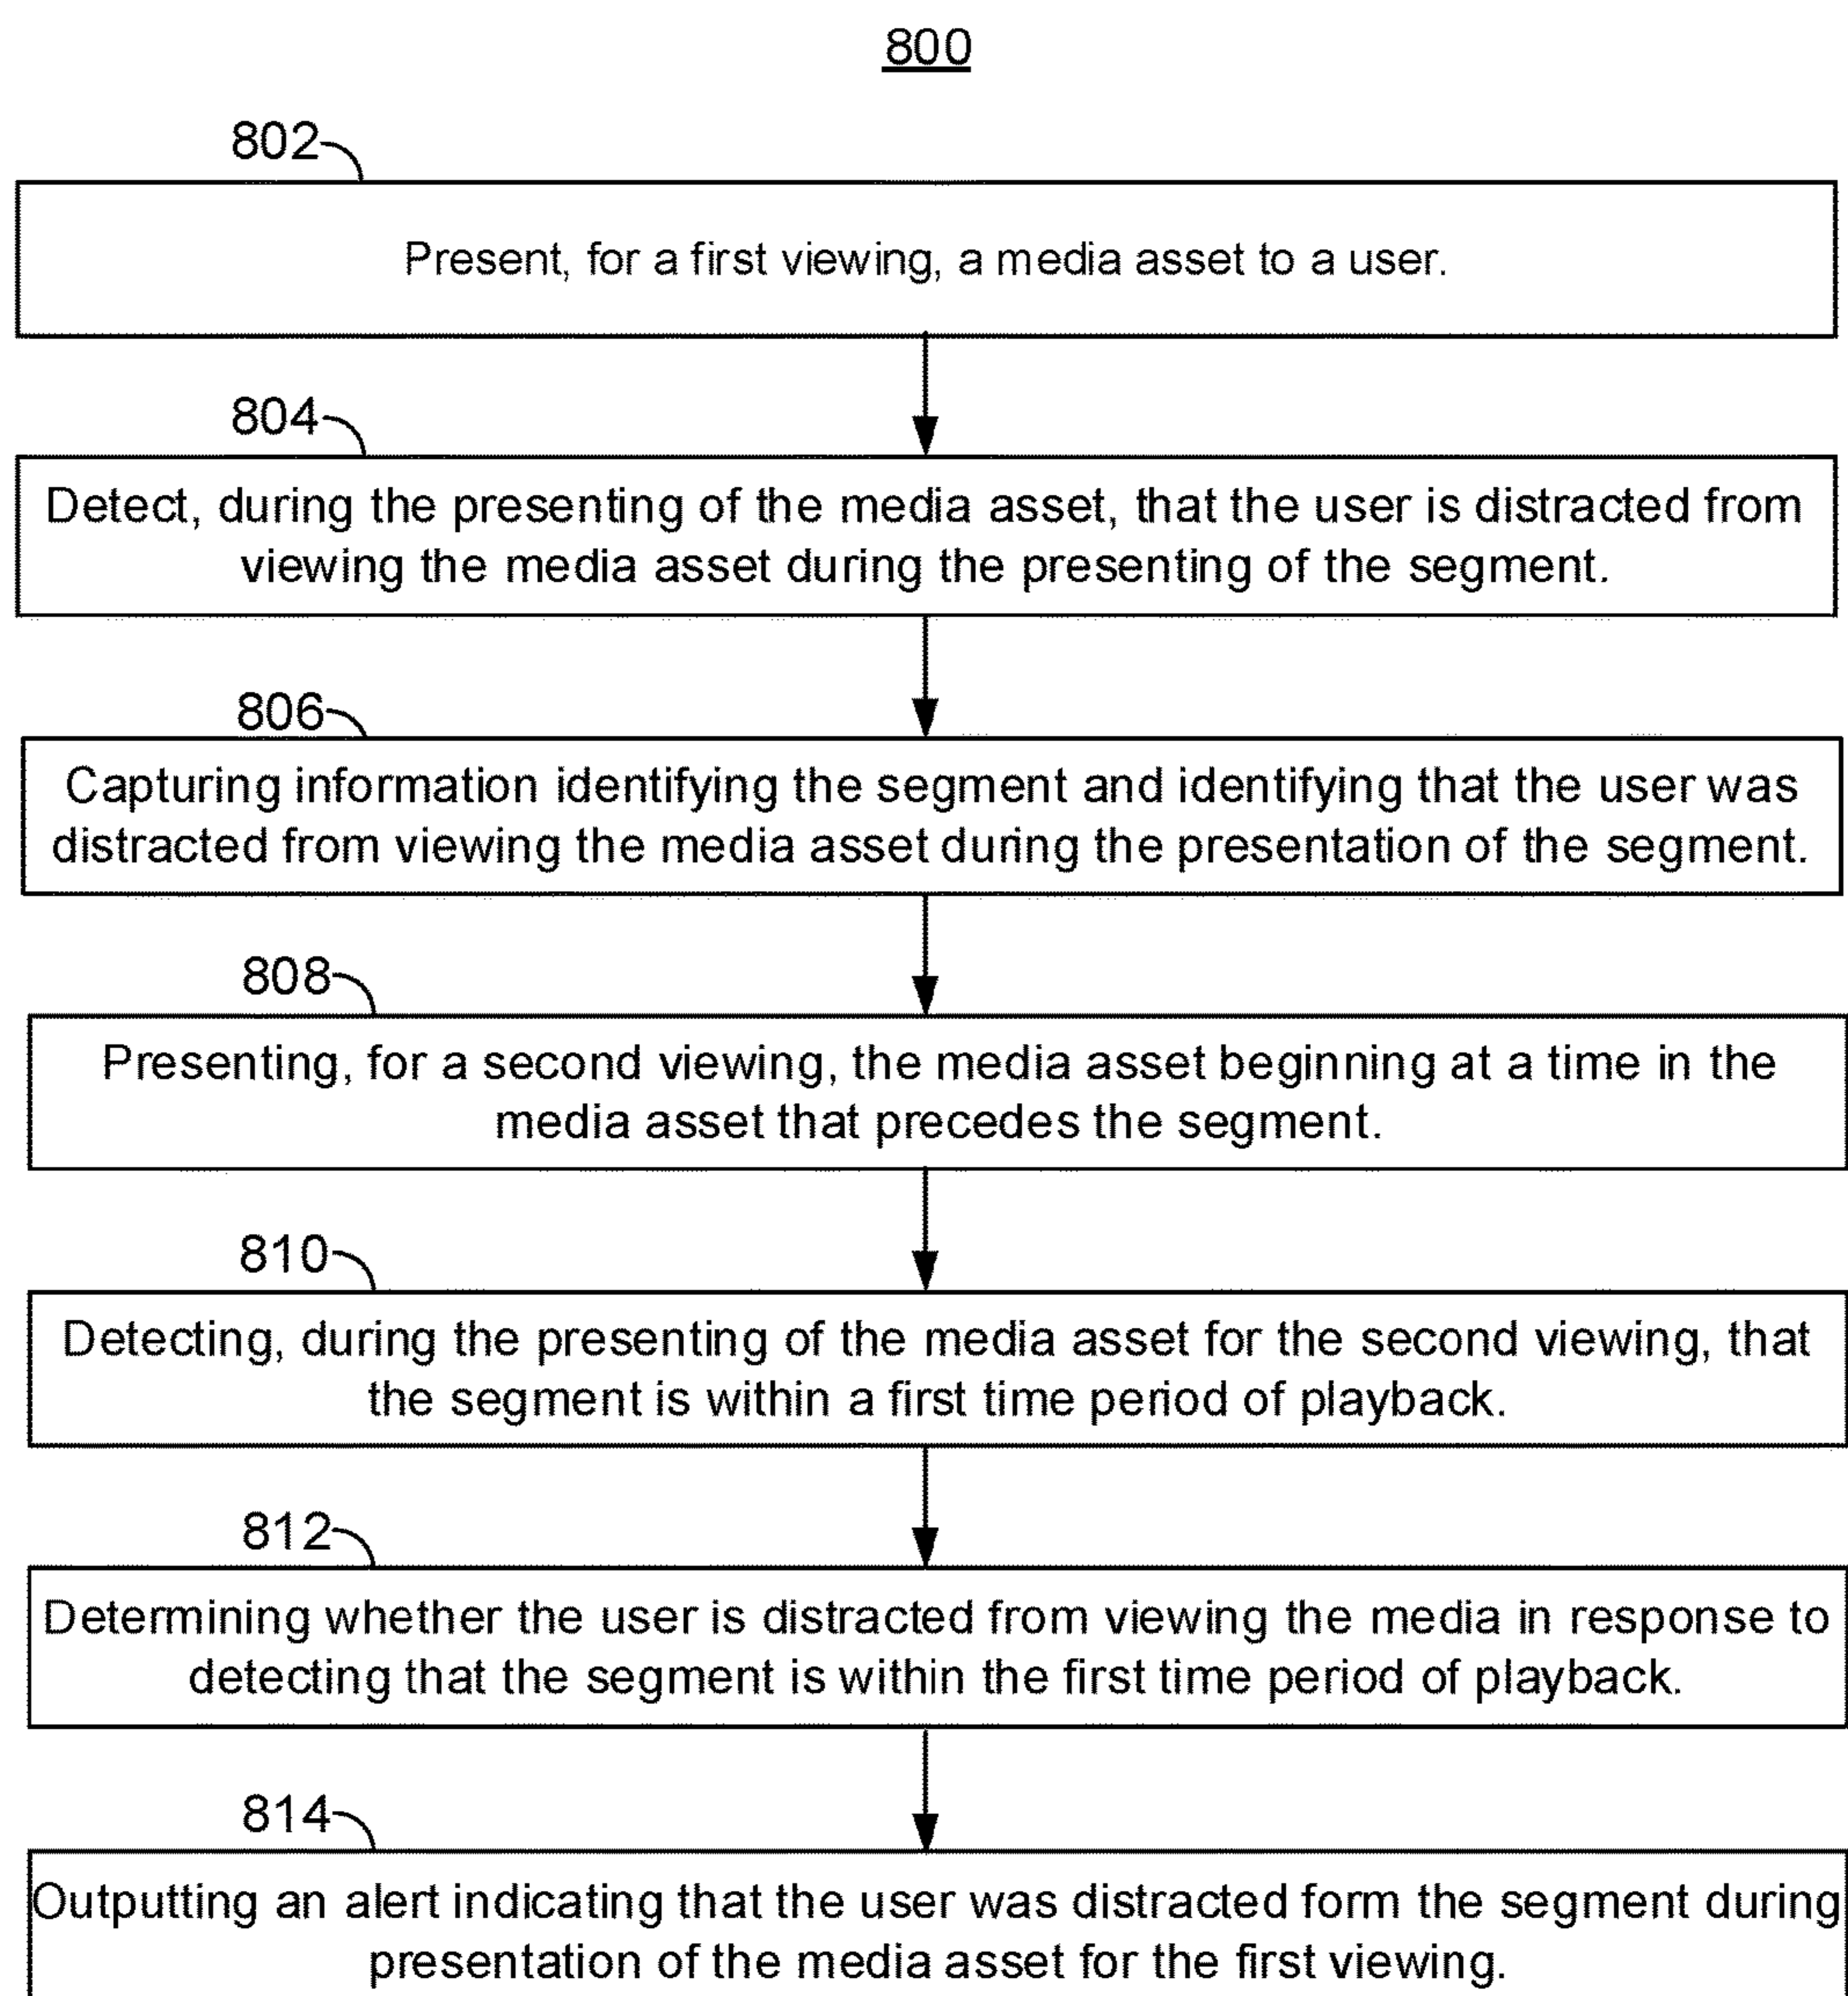 800
802
Present, for a first viewing, a media asset to a user.
804
Detect, during the presenting of the media asset, that the user is distracted from
viewing the media asset during the presenting of the segment.
806
Capturing information identifying the segment and identifying that the user was
distracted from viewing the media asset during the presentation of the segment.
808
Presenting, for a second viewing, the media asset beginning at a time in the
media asset that precedes the segment.
810
Detecting, during the presenting of the media asset for the second viewing, that
the segment is within a first time period of playback.
812
Determining whether the user is distracted from viewing the media in response to
detecting that the segment is within the first time period of playback.
814
Outputting an alert indicating that the user was distracted form the segment during
presentation of the media asset for the first viewing.